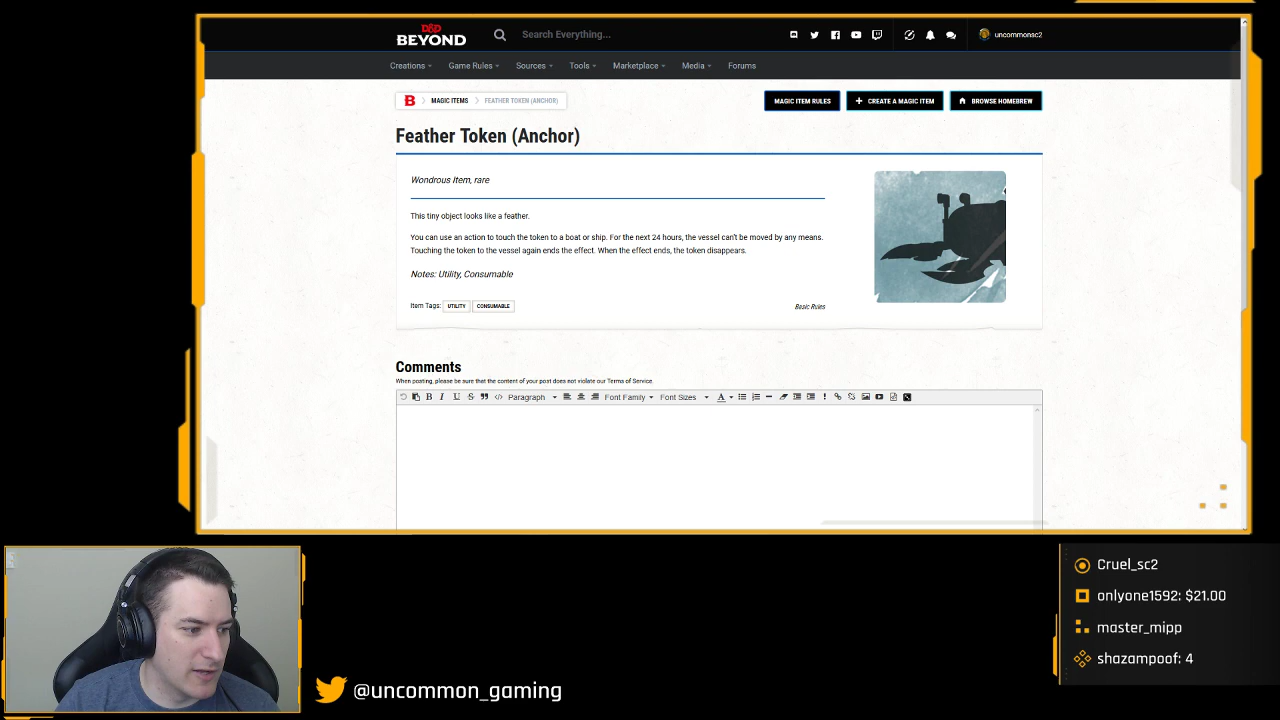 D&D
BEYOND
Search Everything...
uncommonsc2
Creations
Game Rules
Sources
Tools
Marketplace
Media
Forums
MAGIC ITEMS
FEATHER TOKEN (ANCHOR)
MAGIC ITEM RULES
CREATE A MAGIC ITEM
BROWSE HOMEBREW
Feather Token (Anchor)
Wondrous Item, rare
This tiny object looks like a feather.
You can use an action to touch the token to a boat or ship. For the next 24 hours, the vessel can't be moved by any means.
Touching the token to the vessel again ends the effect. When the effect ends, the token disappears.
Notes: Utility, Consumable
Item Tags: UTILITY CONSUMABLE
Basic Rules
Comments
When posting, please be sure that the content of your post does not violate our Terms of Service.
Paragraph
Font Family
Font Sizes
Cruel_sc2
onlyone1592: $21.00
master_mipp
shazampoof: 4
@uncommon_gaming